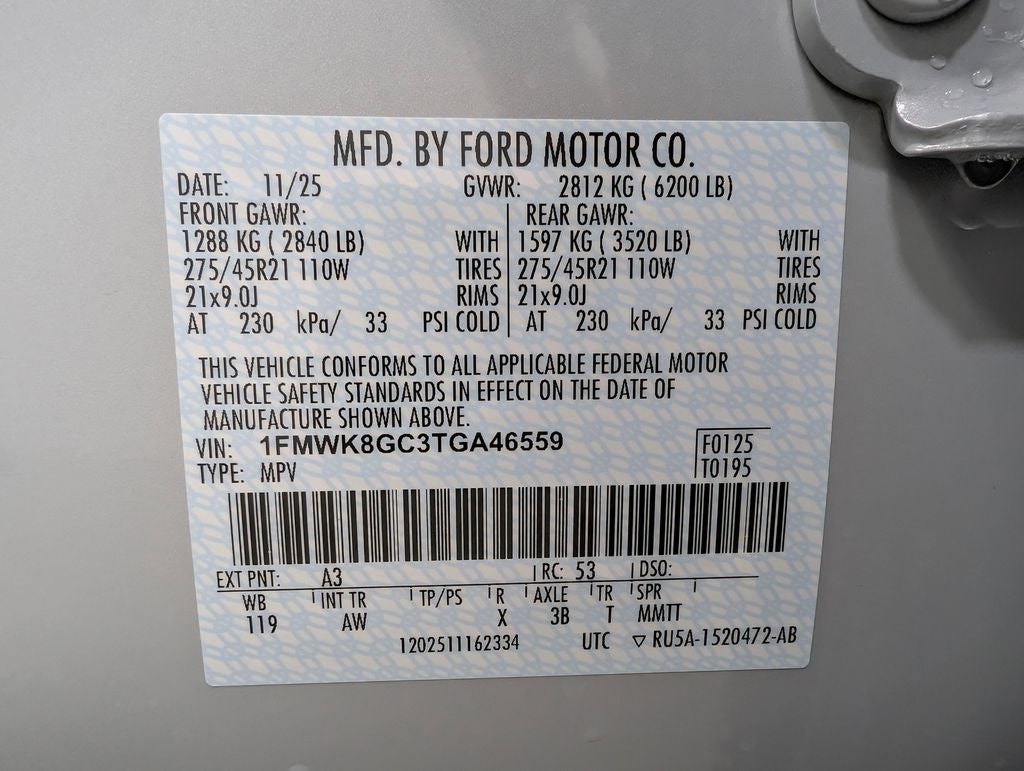 MFD. BY FORD MOTOR CO.
DATE: 11/25 GVWR: 2812 KG ( 6200 LB)
FRONT GAWR: REAR GAWR:
1288 KG ( 2840 LB) WITH 1597 KG ( 3520 LB) WITH
275/45R21 110W TIRES 275/45R21 110W TIRES
21x9.0J RIMS 21x9.0J RIMS
AT 230 kPa/ 33 PSI COLD AT 230 kPa/ 33 PSI COLD
THIS VEHICLE CONFORMS TO ALL APPLICABLE FEDERAL MOTOR
VEHICLE SAFETY STANDARDS IN EFFECT ON THE DATE OF
MANUFACTURE SHOWN ABOVE.
VIN: 1FMWK8GC3TGA46559 F0125
TYPE: MPV T0195
EXT PNT: A3 RC: 53 DSO:
WB INT TR TP/PS R AXLE TR SPR
119 AW X 3B T MMTT
1202511162334 UTC ▽ RU5A-1520472-AB